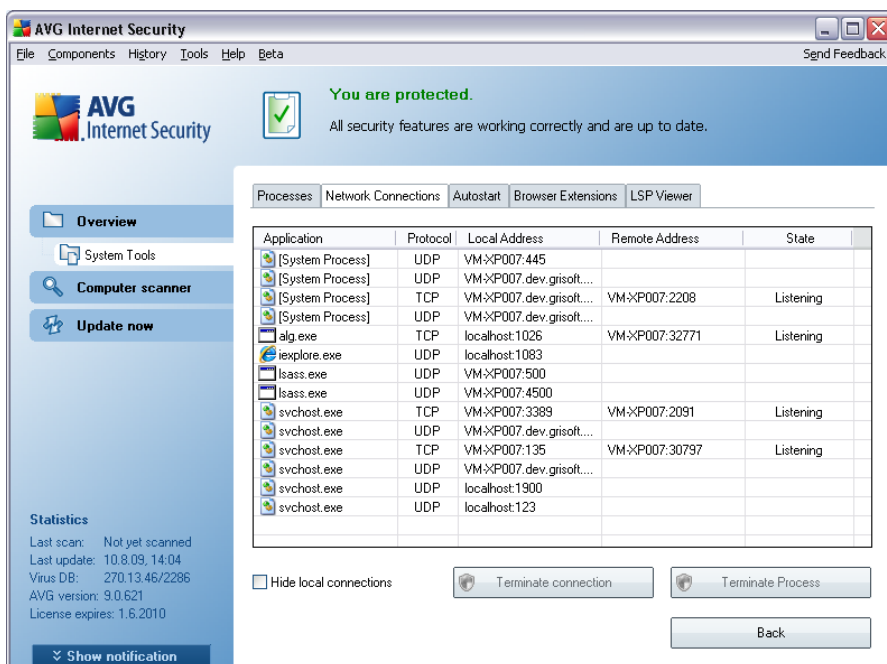 AVG Internet Security
File Components History Tools Help Beta Send Feedback
AVG
Internet Security
You are protected.
All security features are working correctly and are up to date.
Overview
System Tools
Computer scanner
Update now
Processes Network Connections Autostart Browser Extensions LSP Viewer
Application Protocol Local Address Remote Address State
[System Process] UDP VM-XP007:445
[System Process] UDP VM-XP007.dev.grisoft....
[System Process] TCP VM-XP007.dev.grisoft.... VM-XP007:2208 Listening
[System Process] UDP VM-XP007.dev.grisoft....
alg.exe TCP localhost:1026 VM-XP007:32771 Listening
iexplore.exe UDP localhost:1083
lsass.exe UDP VM-XP007:500
lsass.exe UDP VM-XP007:4500
svchost.exe TCP VM-XP007:3389 VM-XP007:2091 Listening
svchost.exe UDP VM-XP007.dev.grisoft....
svchost.exe TCP VM-XP007:135 VM-XP007:30797 Listening
svchost.exe UDP VM-XP007.dev.grisoft....
svchost.exe UDP localhost:1900
svchost.exe UDP localhost:123
Statistics
Last scan: Not yet scanned
Last update: 10.8.09, 14:04
Virus DB: 270.13.46/2286
AVG version: 9.0.621
License expires: 1.6.2010
Show notification
Hide local connections
Terminate connection
Terminate Process
Back